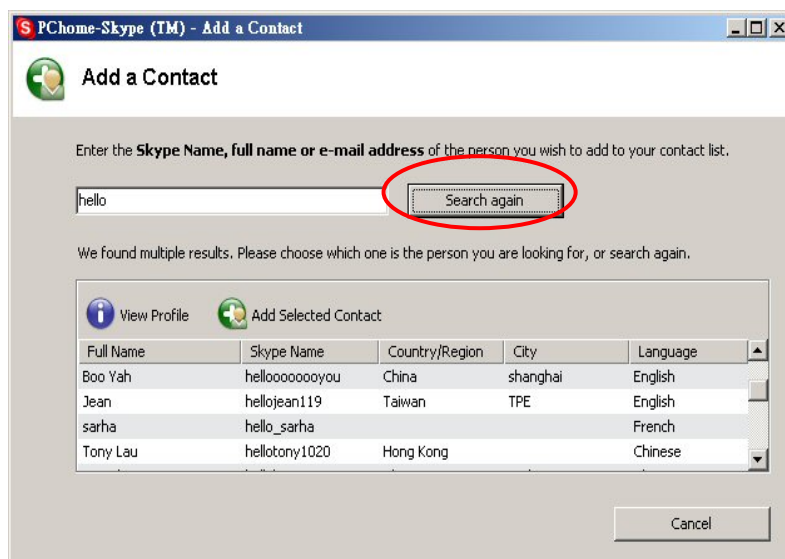 S PChome-Skype (TM) - Add a Contact
Add a Contact
Enter the Skype Name, full name or e-mail address of the person you wish to add to your contact list.
hello Search again
We found multiple results. Please choose which one is the person you are looking for, or search again.
i View Profile Add Selected Contact
Full Name Skype Name Country/Region City Language
Boo Yah helloooooooyou China shanghai English
Jean hellojean119 Taiwan TPE English
sarha hello_sarha French
Tony Lau hellotony1020 Hong Kong Chinese
Cancel